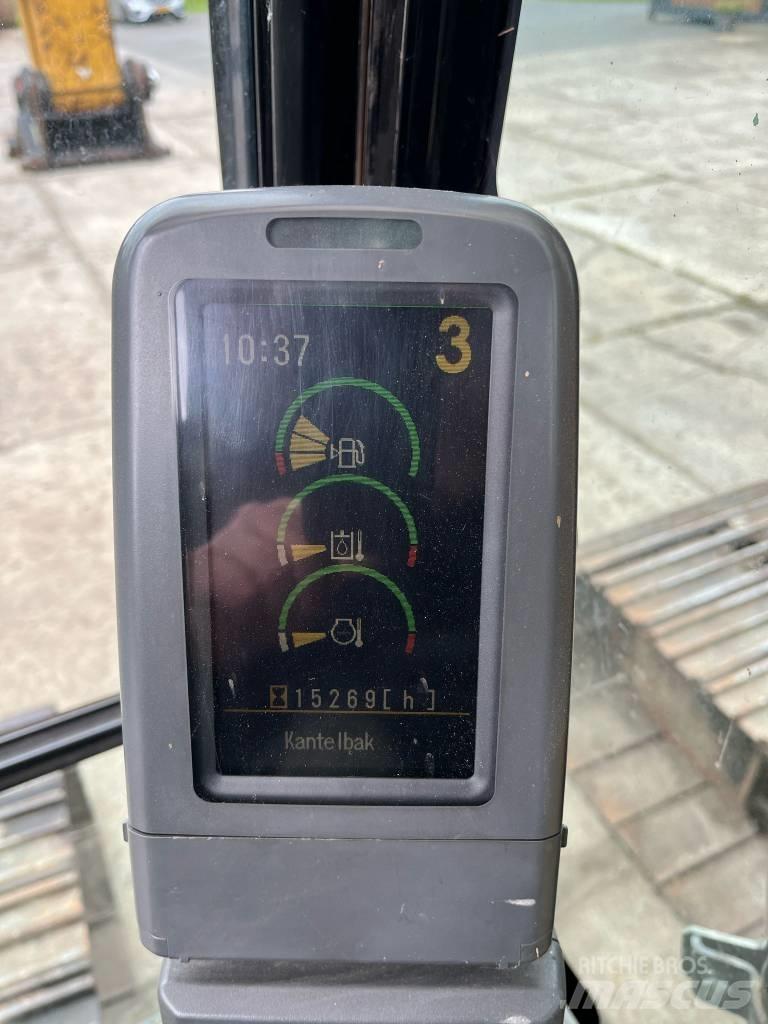 10:37
3
15269[h]
Kantelbak
RITCHIE BROS.
MASCUS